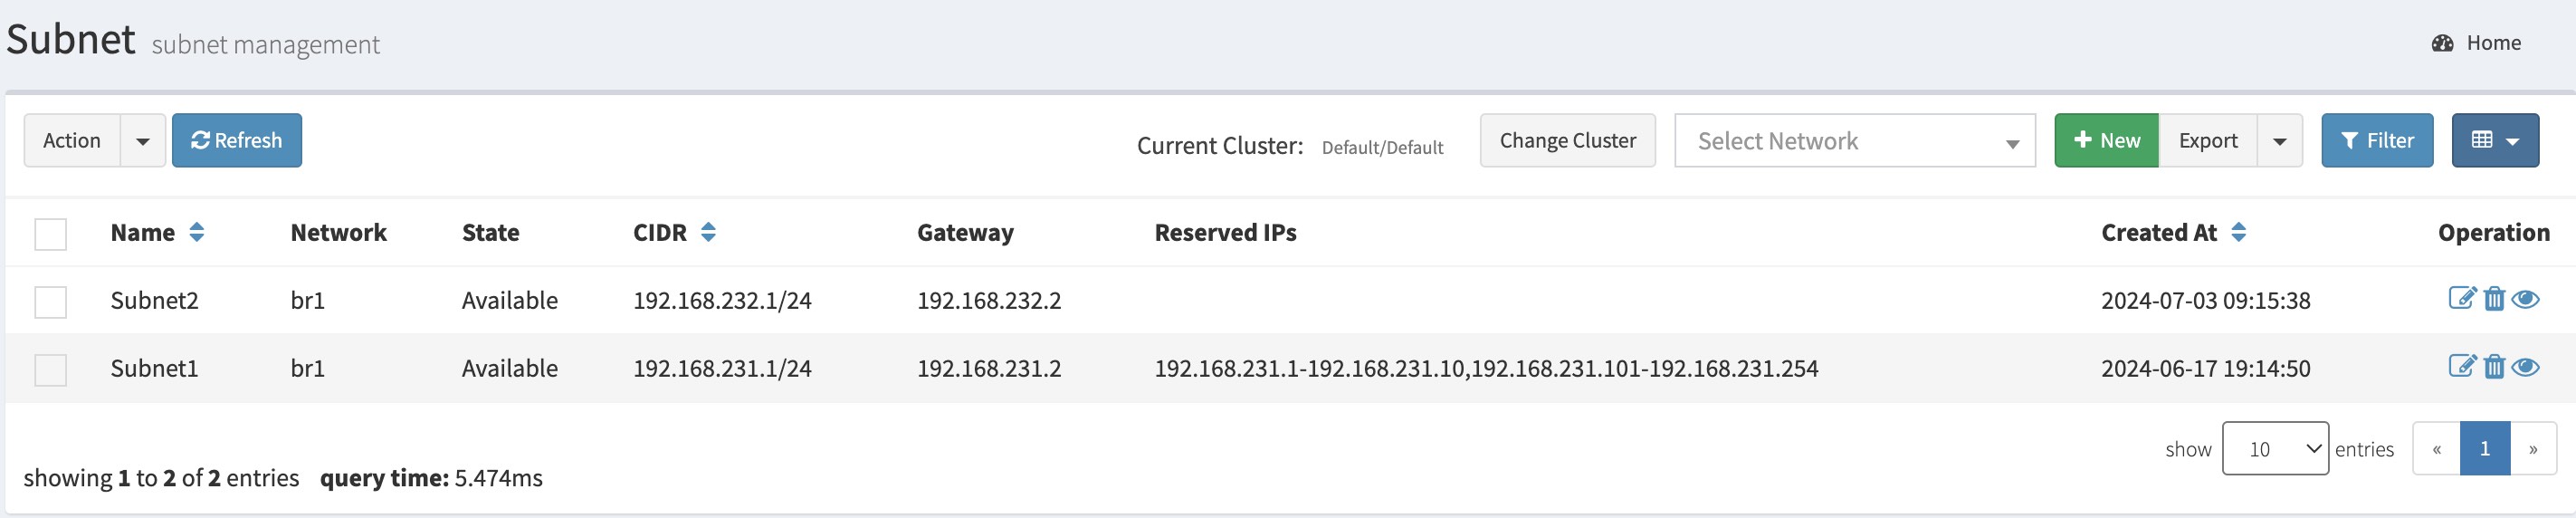 Subnet subnet management
Home
Action Refresh Current Cluster: Default/Default Change Cluster Select Network New Export Filter
Name Network State CIDR Gateway Reserved IPs Created At Operation
Subnet2 br1 Available 192.168.232.1/24 192.168.232.2 2024-07-03 09:15:38
Subnet1 br1 Available 192.168.231.1/24 192.168.231.2 192.168.231.1-192.168.231.10,192.168.231.101-192.168.231.254 2024-06-17 19:14:50
show 10 entries « 1 »
showing 1 to 2 of 2 entries query time: 5.474ms